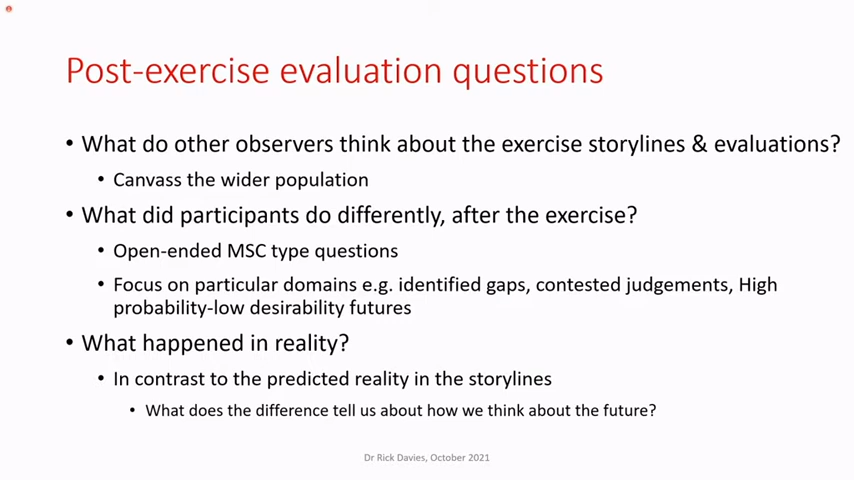 Post-exercise evaluation questions
• What do other observers think about the exercise storylines & evaluations?
• Canvass the wider population
• What did participants do differently, after the exercise?
• Open-ended MSC type questions
• Focus on particular domains e.g. identified gaps, contested judgements, High
probability-low desirability futures
• What happened in reality?
• In contrast to the predicted reality in the storylines
• What does the difference tell us about how we think about the future?
Dr Rick Davies, October 2021